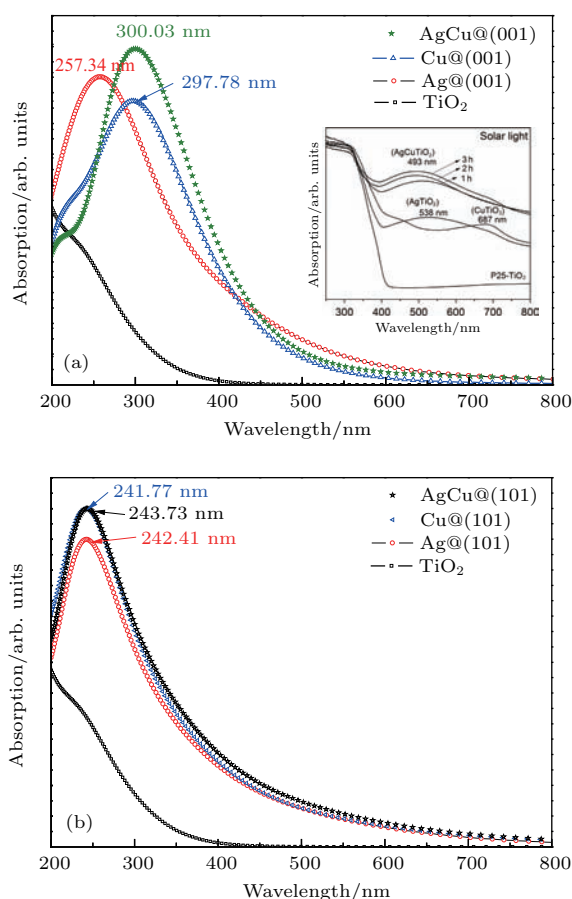 300.03 nm
257.34 nm
297.78 nm
AgCu@(001)
Cu@(001)
Ag@(001)
TiO2
Solar light
(AgCuTiO2)
493 nm
3 h
2 h
1 h
(AgTiO2)
538 nm
(CuTiO2)
687 nm
P25-TiO2
Absorption/arb. units
300 400 500 600 700 800
Wavelength/nm
Absorption/arb. units
(a)
200 300 400 500 600 700 800
Wavelength/nm
241.77 nm
243.73 nm
242.41 nm
AgCu@(101)
Cu@(101)
Ag@(101)
TiO2
Absorption/arb. units
(b)
200 300 400 500 600 700 800
Wavelength/nm